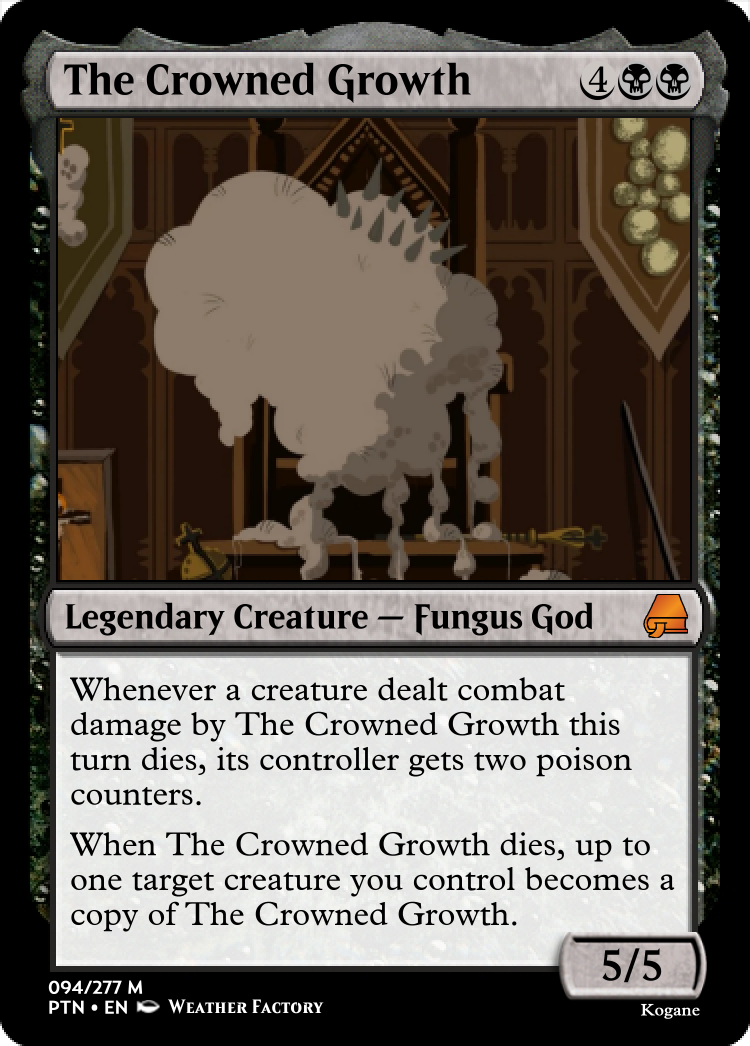 The Crowned Growth 4
Legendary Creature — Fungus God
Whenever a creature dealt combat
damage by The Crowned Growth this
turn dies, its controller gets two poison
counters.
When The Crowned Growth dies, up to
one target creature you control becomes a
copy of The Crowned Growth.
5/5
094/277 M
PTN • EN Weather Factory
Kogane